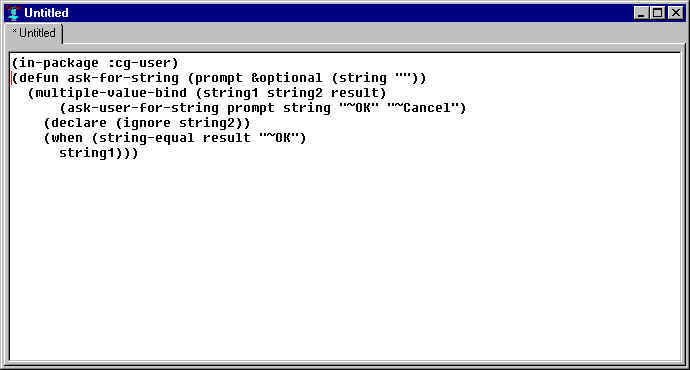 Untitled
* Untitled
(in-package :cg-user)
(defun ask-for-string (prompt &optional (string ""))
  (multiple-value-bind (string1 string2 result)
      (ask-user-for-string prompt string "~OK" "~Cancel")
    (declare (ignore string2))
    (when (string-equal result "~OK")
      string1)))